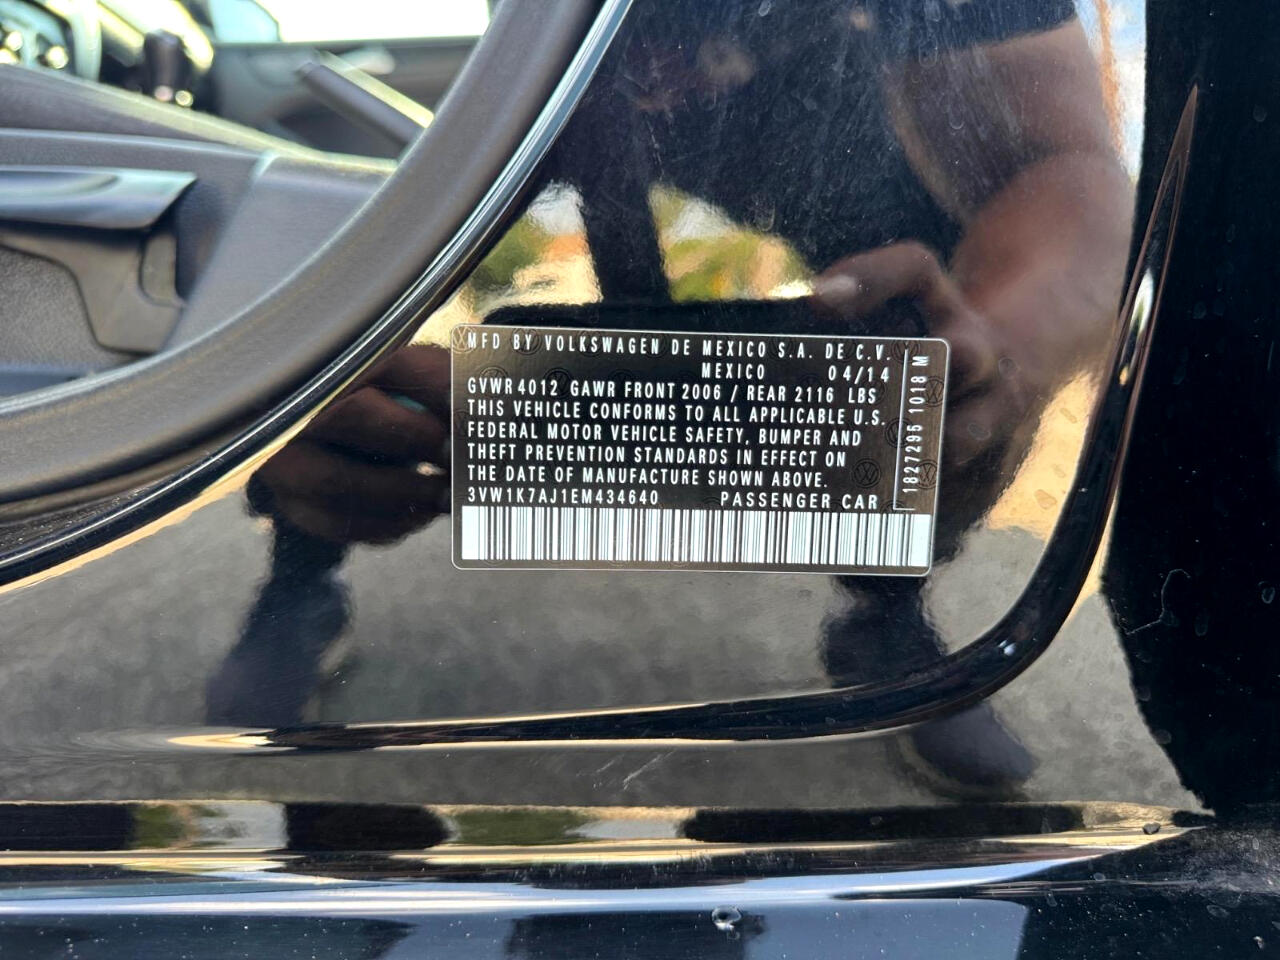 MFD BY VOLKSWAGEN DE MEXICO S.A. DE C.V.
MEXICO 04/14
GVWR 4012 GAWR FRONT 2006 / REAR 2116 LBS
THIS VEHICLE CONFORMS TO ALL APPLICABLE U.S.
FEDERAL MOTOR VEHICLE SAFETY, BUMPER AND
THEFT PREVENTION STANDARDS IN EFFECT ON
THE DATE OF MANUFACTURE SHOWN ABOVE.
3VW1K7AJ1EM434640 PASSENGER CAR
1827296 1018 M